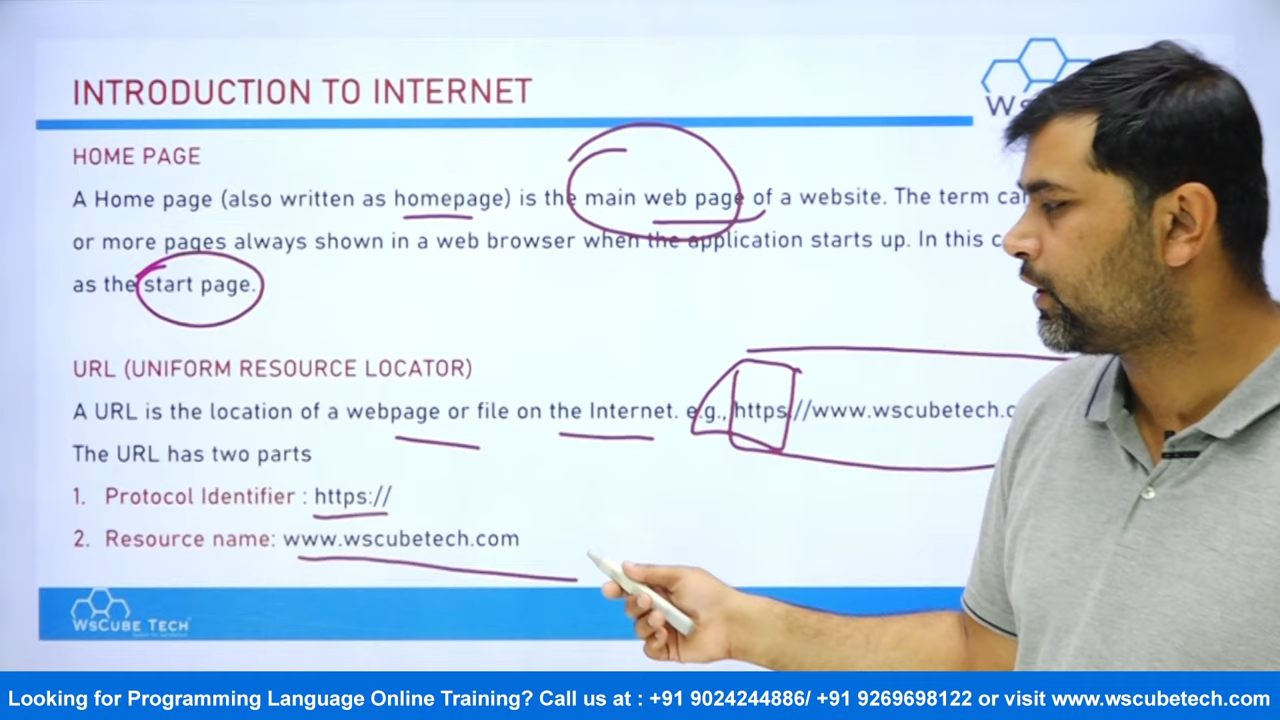 INTRODUCTION TO INTERNET
HOME PAGE
A Home page (also written as homepage) is the main web page of a website. The term
or more pages always shown in a web browser when the application starts up. In this
as the start page.
URL (UNIFORM RESOURCE LOCATOR)
A URL is the location of a webpage or file on the Internet. e.g., https://www.wscubetech.c
The URL has two parts
1. Protocol Identifier : https://
2. Resource name: www.wscubetech.com
WsCube Tech
Looking for Programming Language Online Training? Call us at : +91 9024244886/ +91 9269698122 or visit www.wscubetech.com